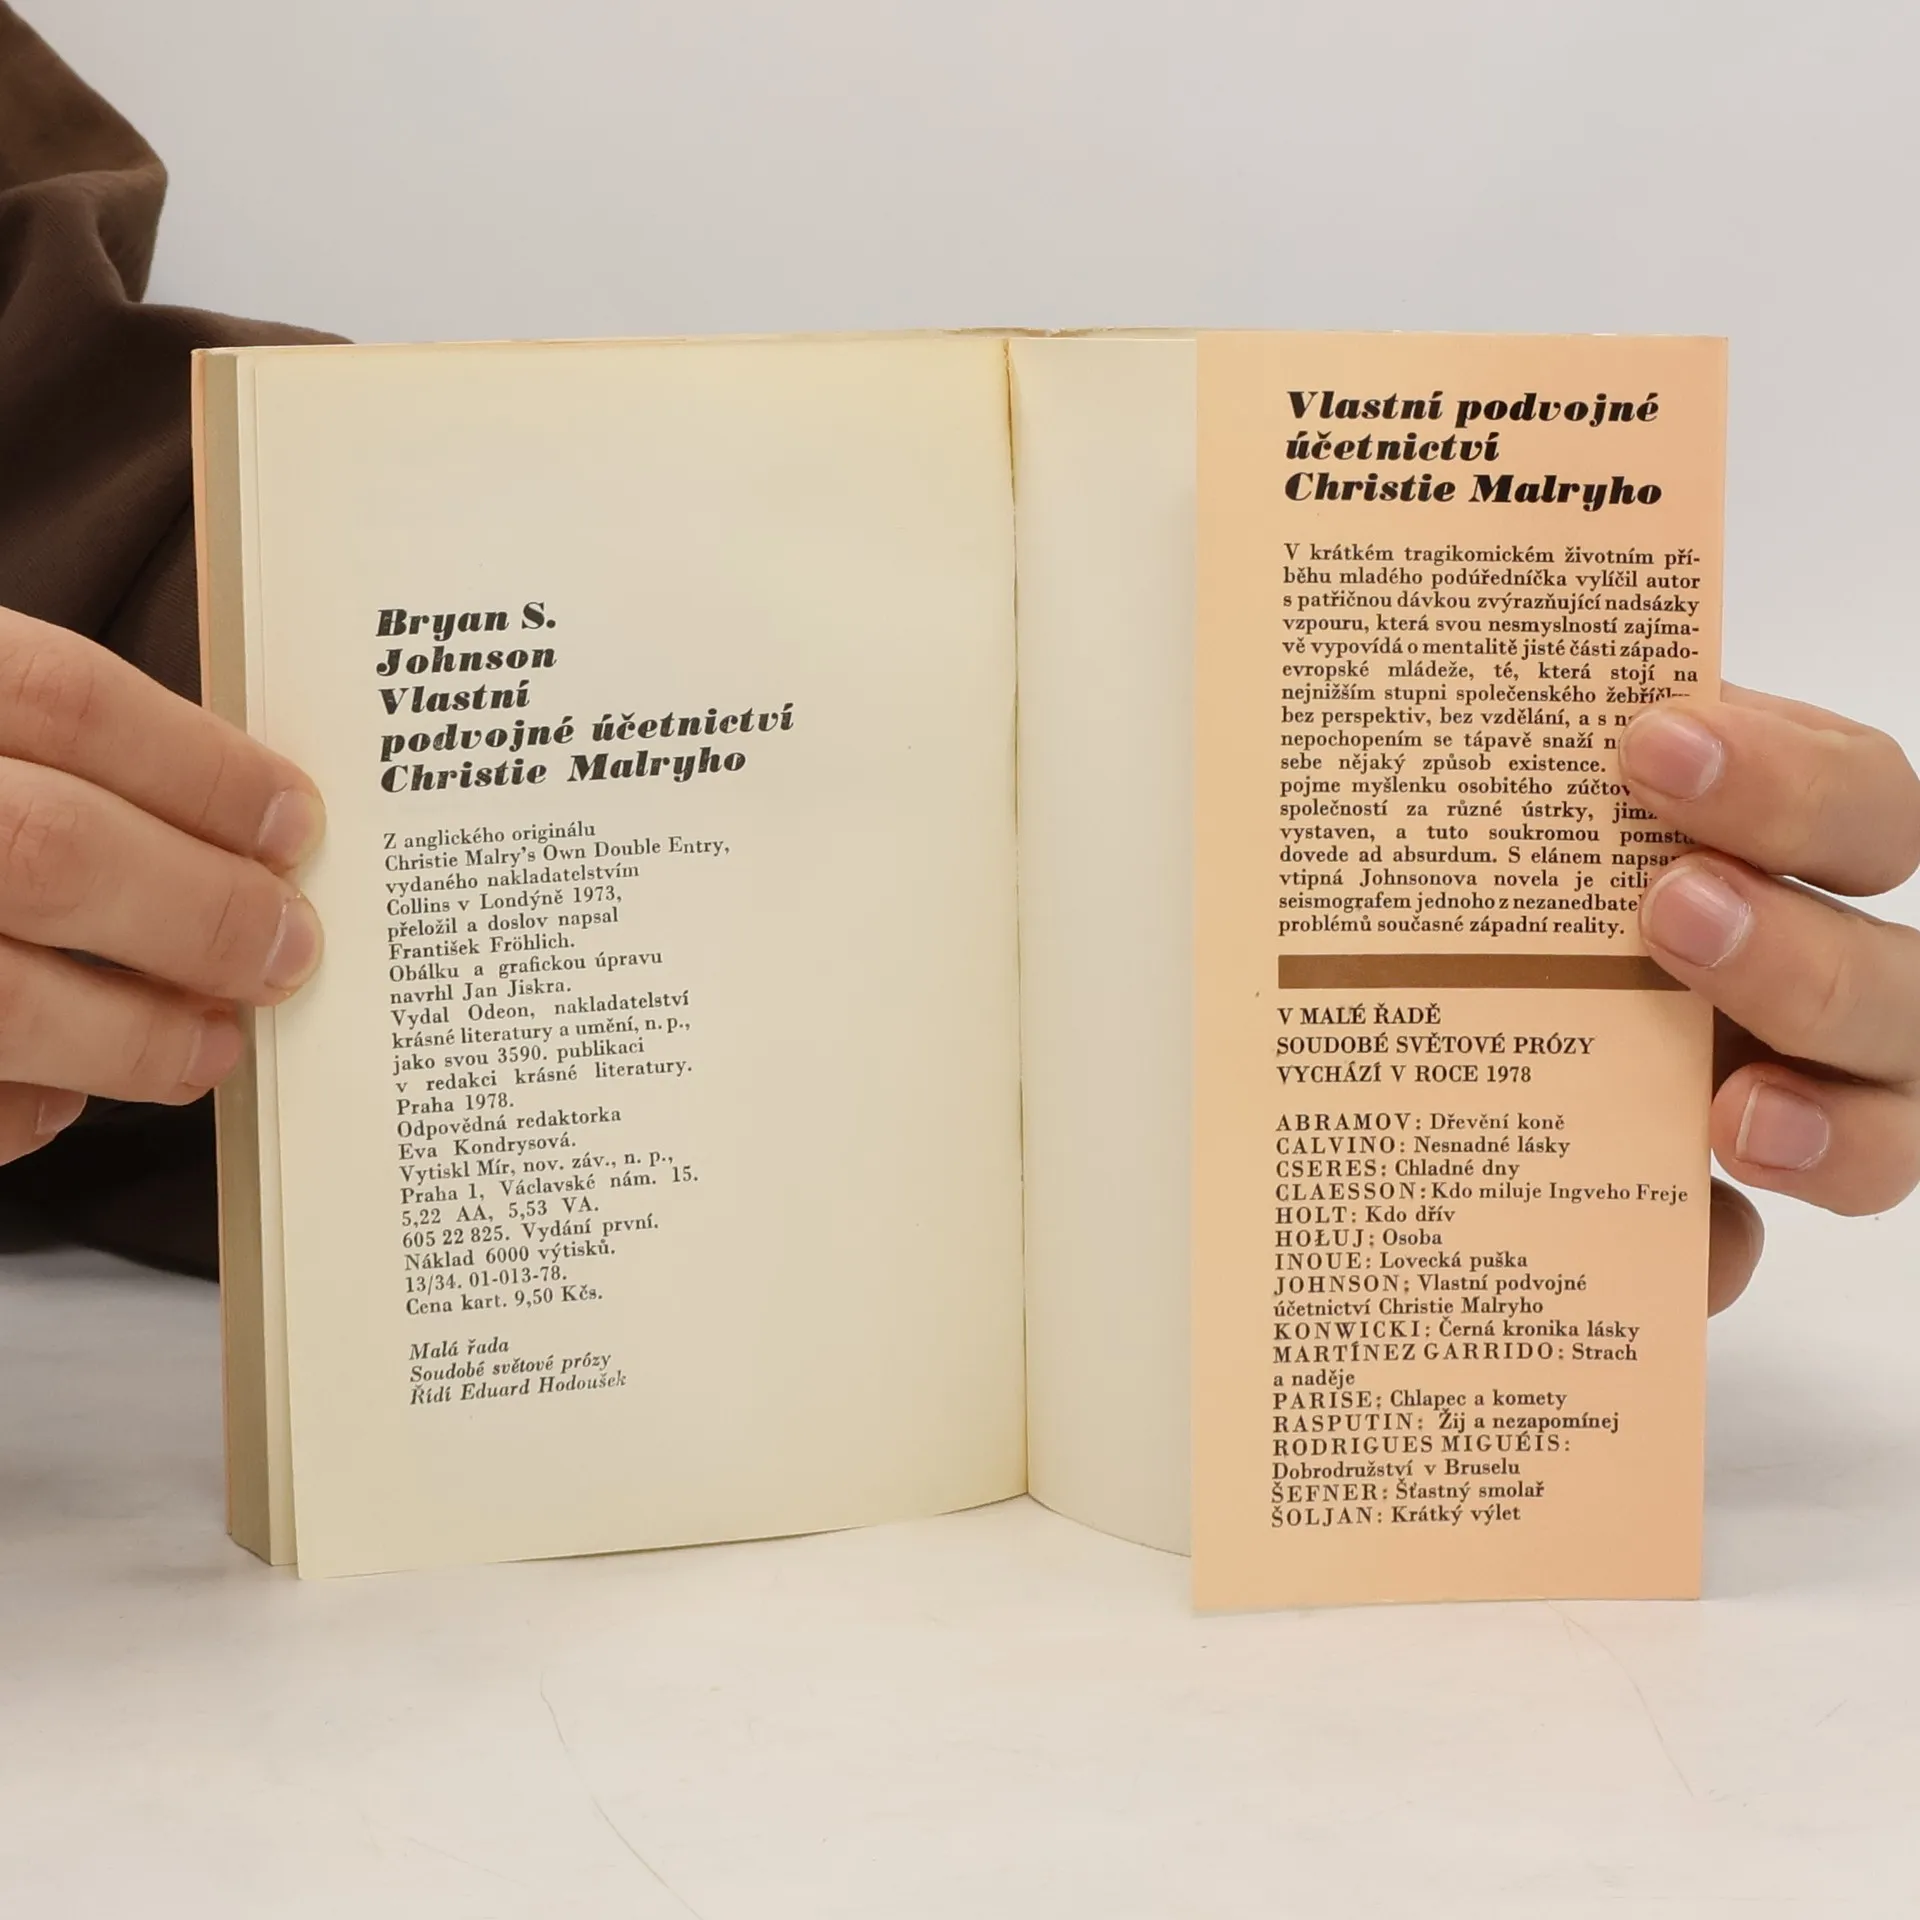 Bryan S.
Johnson
Vlastní
podvojné účetnictví
Christie Malryho
Z anglického originálu
Christie Malry's Own Double Entry,
vydaného nakladatelstvím
Collins v Londýně 1973,
přeložil a doslov napsal
František Fröhlich.
Obálku a grafickou úpravu
navrhl Jan Jiskra.
Vydal Odeon, nakladatelství
krásné literatury a umění, n. p.,
jako svou 3590. publikaci
v redakci krásné literatury.
Praha 1978.
Odpovědná redaktorka
Eva Kondrysová.
Vytiskl Mír, nov. záv., n. p.,
Praha 1, Václavské nám. 15.
5,22 AA, 5,53 VA.
605 22 825. Vydání první.
Náklad 6000 výtisků.
13/34. 01-013-78.
Cena kart. 9,50 Kčs.
Malá řada
Soudobé světové prózy
Řídí Eduard Hodoušek
Vlastní podvojné
účetnictví
Christie Malryho
V krátkém tragikomickém životním pří-
běhu mladého podúředníčka vylíčil autor
s patřičnou dávkou zvýrazňující nadsázky
vzpouru, která svou nesmyslností zajíma-
vě vypovídá o mentalitě jisté části západo-
evropské mládeže, té, která stojí na
nejnižším stupni společenského
bez perspektiv, bez vzdělání, a s
nepochopením se tápavě snaží
sebe nějaký způsob existence.
pojme myšlenku osobitého
společností za různé ústrky,
vystaven, a tuto soukromou
dovede ad absurdum. S elánem
vtipná Johnsonova novela je
seismografem jednoho z
problémů současné západní reality.
V MALÉ ŘADĚ
SOUDOBÉ SVĚTOVÉ PRÓZY
VYCHÁZÍ V ROCE 1978
ABRAMOV: Dřevění koně
CALVINO: Nesnadné lásky
CSERES: Chladné dny
CLAESSON: Kdo miluje Ingveho Freje
HOLT: Kdo dřív
HOŁUJ: Osoba
INOUE: Lovecká puška
JOHNSON: Vlastní podvojné
účetnictví Christie Malryho
KONWICKI: Černá kronika lásky
MARTÍNEZ GARRIDO: Strach
a naděje
PARISE: Chlapec a komety
RASPUTIN: Žij a nezapomínej
RODRIGUES MIGUÉIS:
Dobrodružství v Bruselu
ŠEFNER: Šťastný smolař
ŠOLJAN: Krátký výlet